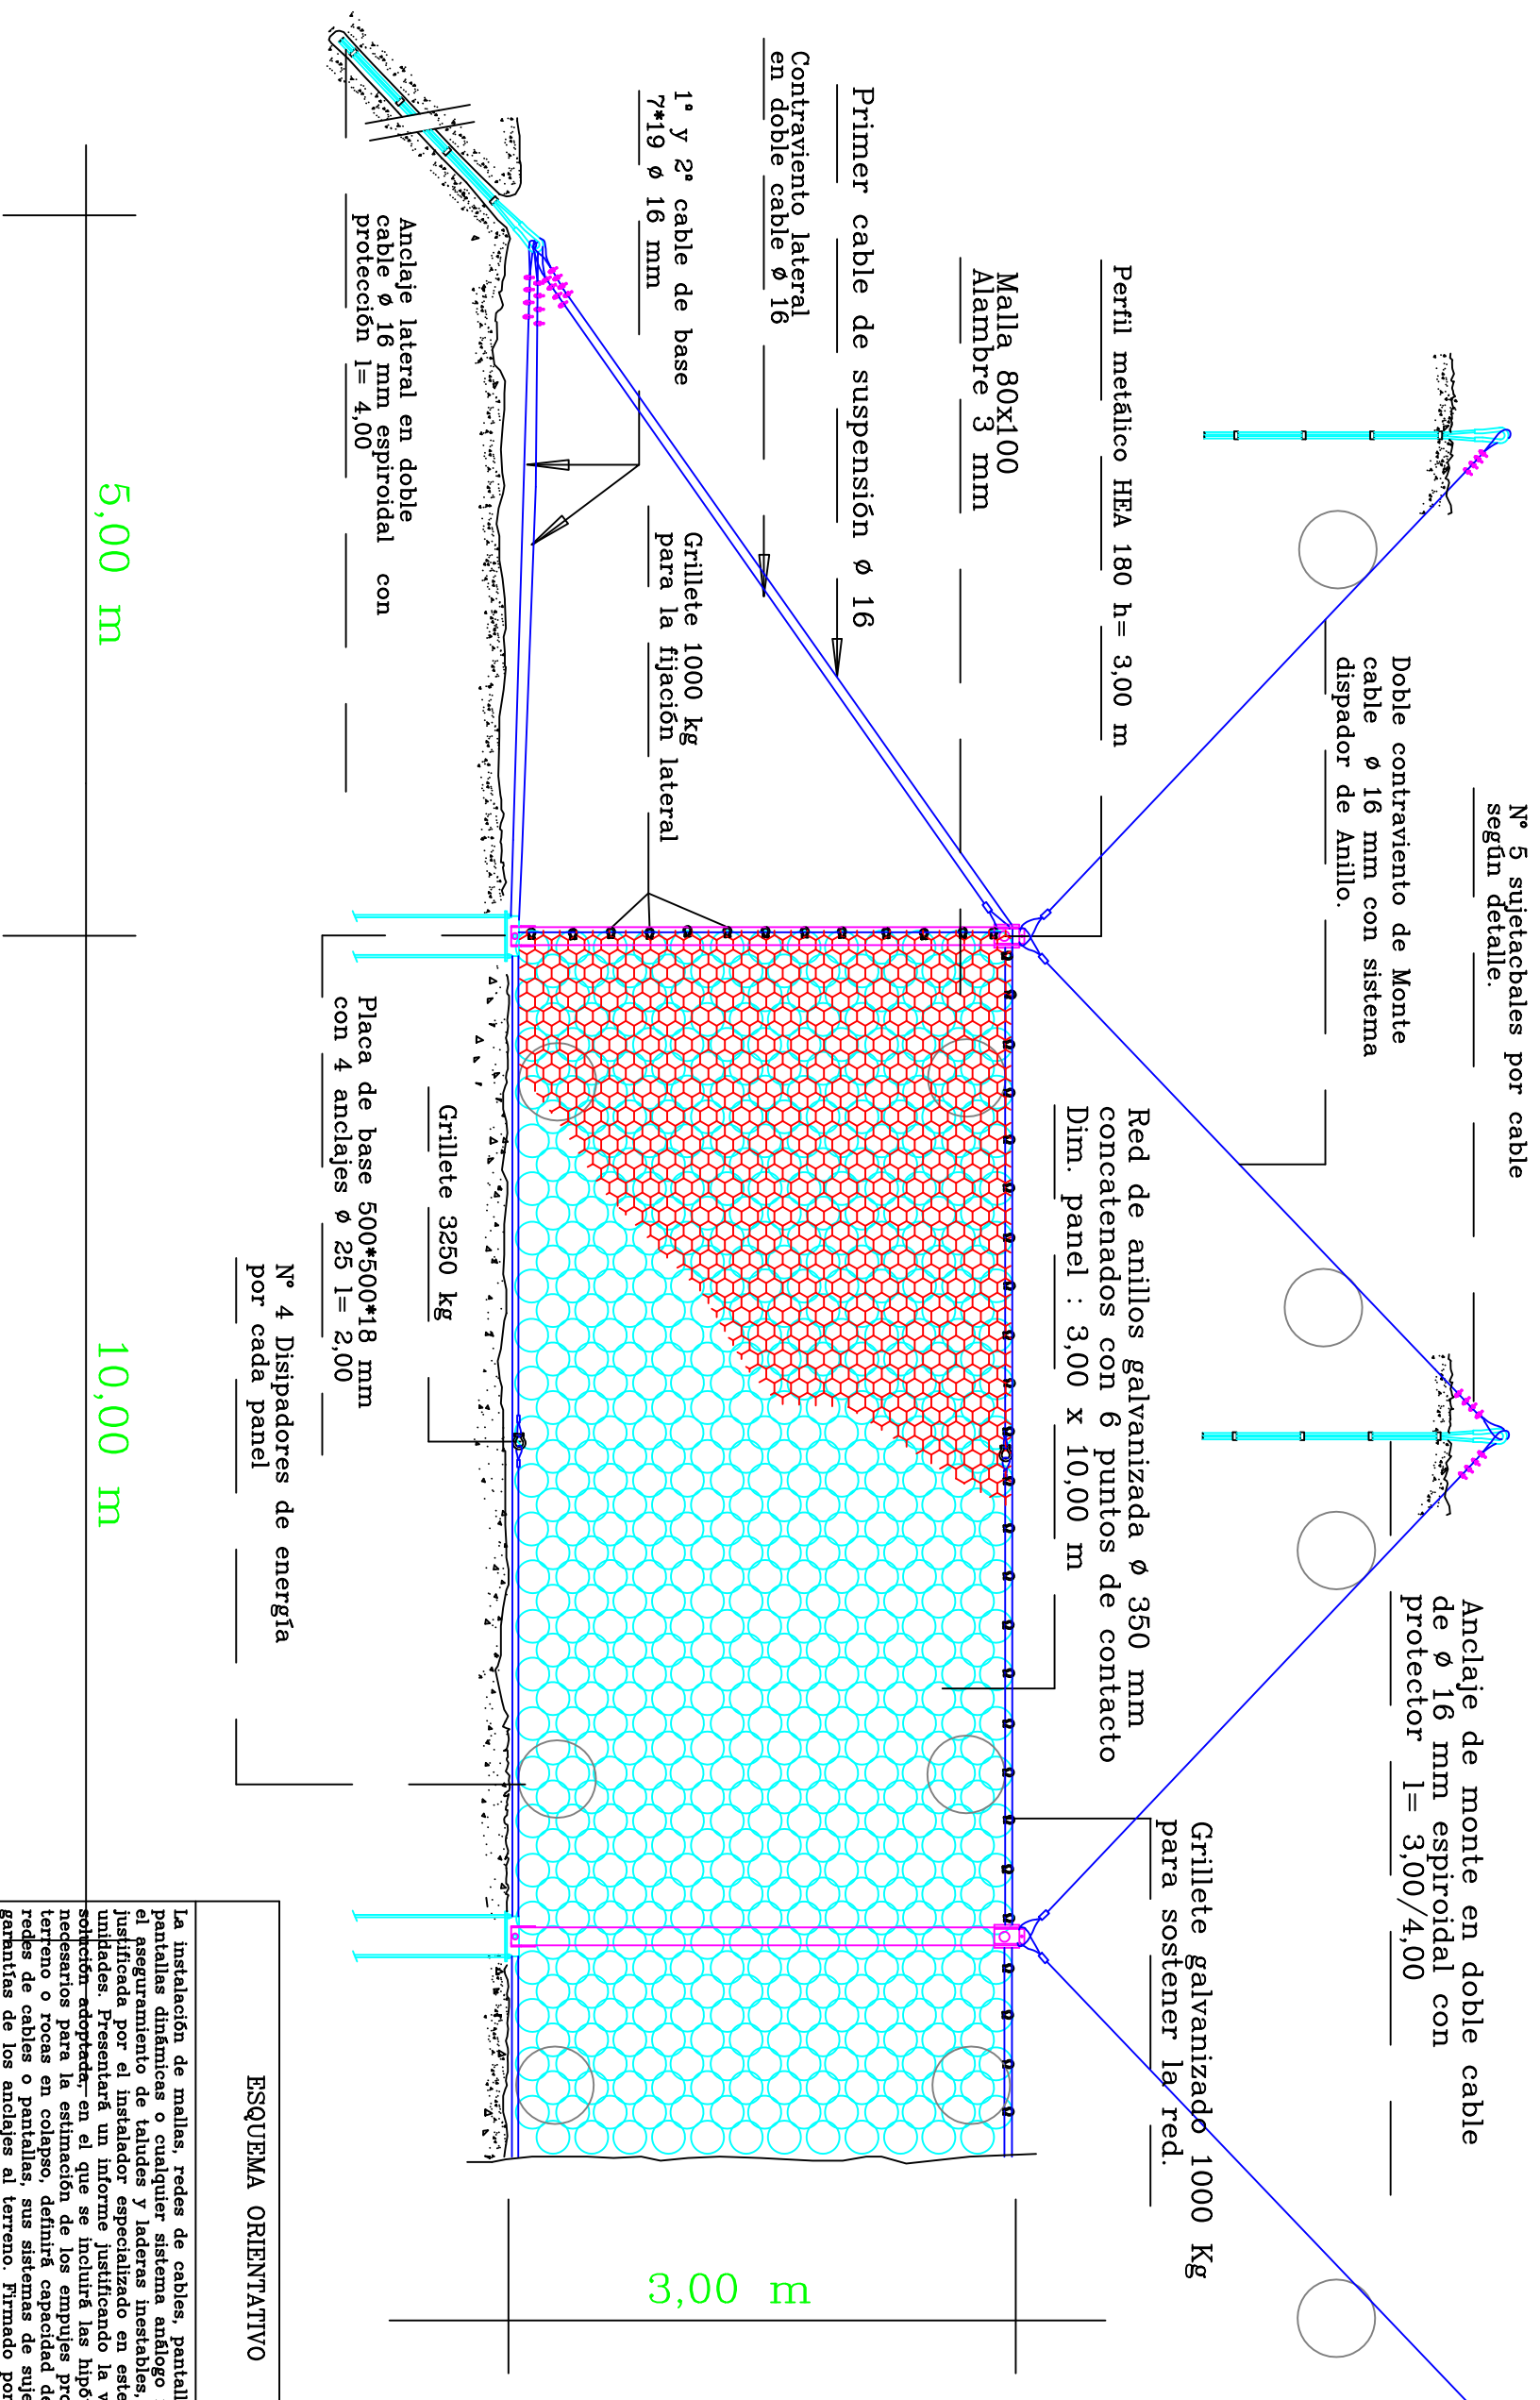 N° 5 sujetacbales por cable
según detalle.
Doble contraviento de Monte
cable ø 16 mm con sistema
dispador de Anillo.
Anclaje de monte en doble cable
de ø 16 mm espiroidal con
protector l= 3,00/4,00
Perfil metálico HEA 180 h= 3,00 m
Malla 80x100
Alambre 3 mm
Primer cable de suspensión ø 16
Contraviento lateral
en doble cable ø 16
1° y 2° cable de base
7*19 ø 16 mm
Red de anillos galvanizada ø 350 mm
concatenados con 6 puntos de contacto
Dim. panel : 3,00 x 10,00 m
Grillete galvanizado 1000 Kg
para sostener la red.
Grillete 1000 kg
para la fijación lateral
Anclaje lateral en doble
cable ø 16 mm espiroidal con
protección l= 4,00
Grillete 3250 kg
Placa de base 500*500*18 mm
con 4 anclajes ø 25 l= 2,00
N° 4 Disipadores de energía
por cada panel
5,00 m
10,00 m
3,00 m
ESQUEMA ORIENTATIVO
La instalación de mallas, redes de cables,
pantallas dinámicas o cualquier sistema análogo
el aseguramiento de taludes y laderas inestables,
justificada por el instalador especializado en este
unidades. Presentará un informe justificando la
solución adoptada, en el que se incluirá las
necesarios para la estimación de los empujes
terreno o rocas en colapso, definirá capacidad
redes de cables o pantallas, sus sistemas de
garantías de los anclajes al terreno. Firmado por